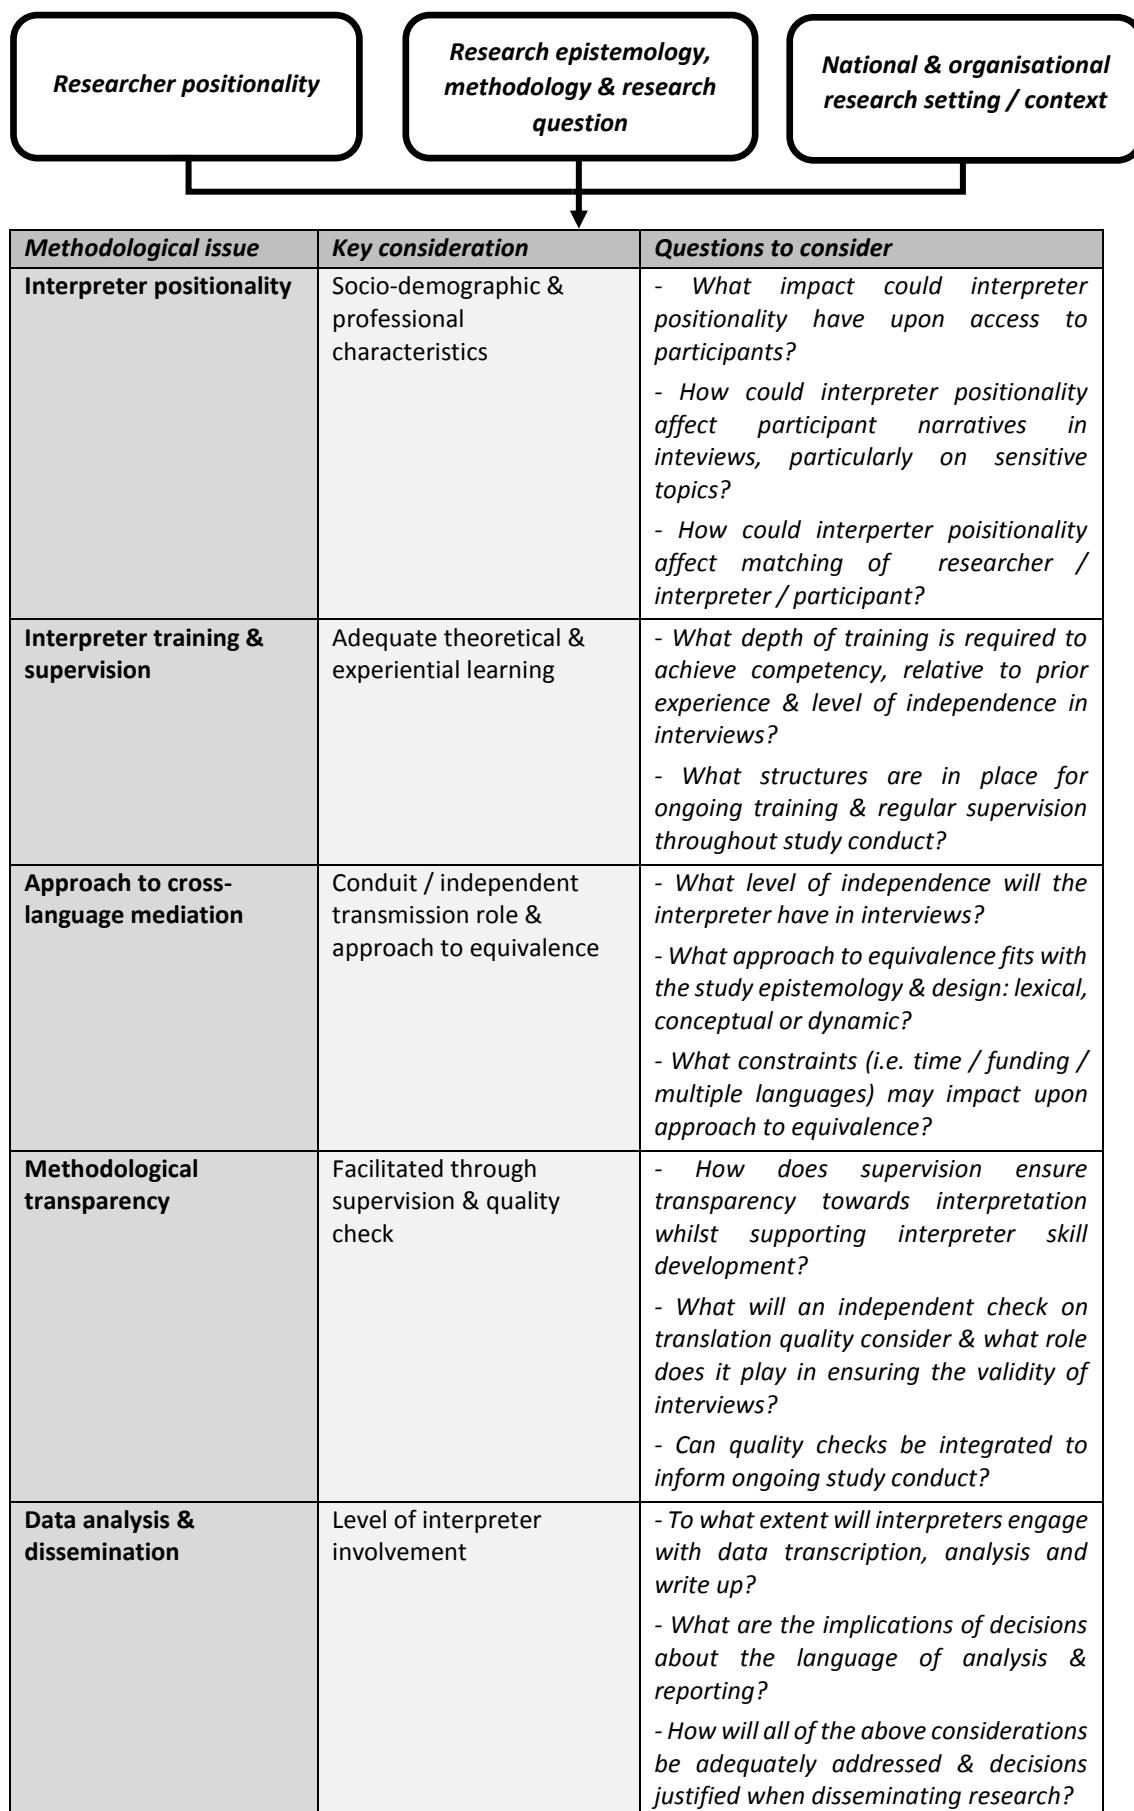 Researcher positionality
Research epistemology,
methodology & research
question
National & organisational
research setting / context
Methodological issue
Key consideration
Questions to consider
Interpreter positionality
Socio-demographic &
professional
characteristics
- What impact could interpreter
positionality have upon access to
participants?
- How could interpreter positionality
affect participant narratives in
inteviews, particularly on sensitive
topics?
- How could interperter poisitionality
affect matching of researcher /
interpreter / participant?
Interpreter training &
supervision
Adequate theoretical &
experiential learning
- What depth of training is required to
achieve competency, relative to prior
experience & level of independence in
interviews?
- What structures are in place for
ongoing training & regular supervision
throughout study conduct?
Approach to cross-
language mediation
Conduit / independent
transmission role &
approach to equivalence
- What level of independence will the
interpreter have in interviews?
- What approach to equivalence fits with
the study epistemology & design: lexical,
conceptual or dynamic?
- What constraints (i.e. time / funding /
multiple languages) may impact upon
approach to equivalence?
Methodological
transparency
Facilitated through
supervision & quality
check
- How does supervision ensure
transparency towards interpretation
whilst supporting interpreter skill
development?
- What will an independent check on
translation quality consider & what role
does it play in ensuring the validity of
interviews?
- Can quality checks be integrated to
inform ongoing study conduct?
Data analysis &
dissemination
Level of interpreter
involvement
- To what extent will interpreters engage
with data transcription, analysis and
write up?
- What are the implications of decisions
about the language of analysis &
reporting?
- How will all of the above considerations
be adequately addressed & decisions
justified when disseminating research?